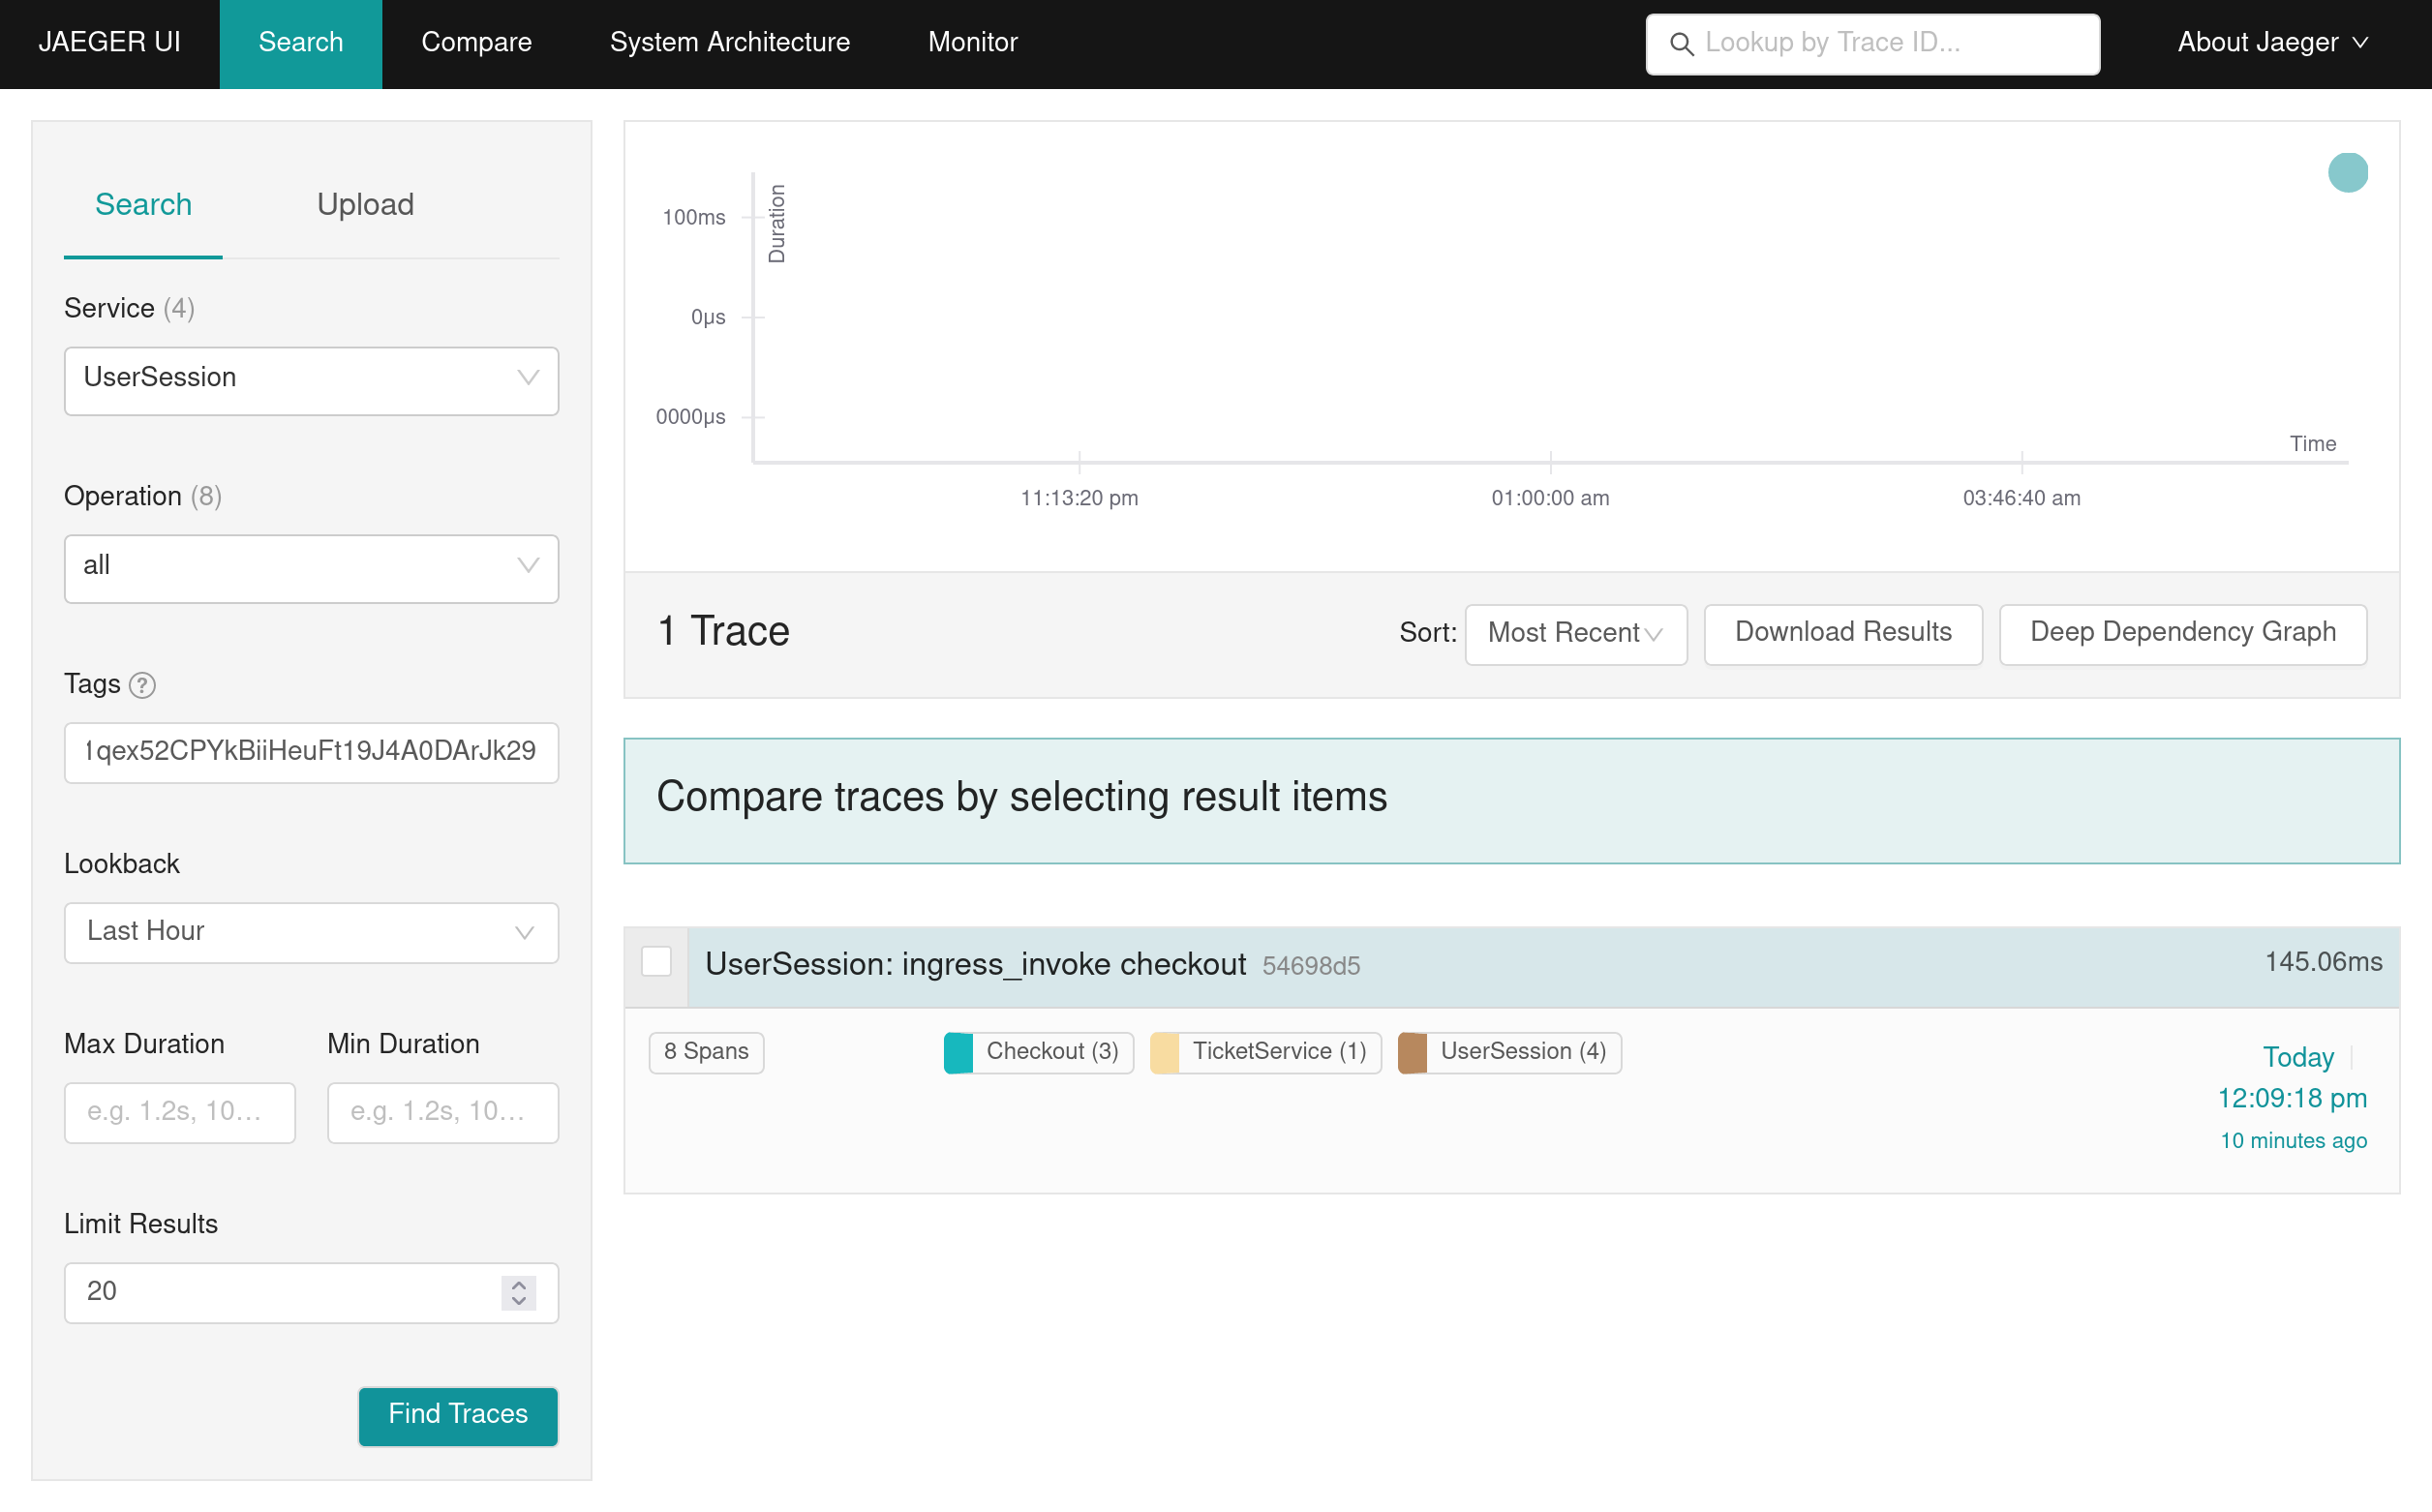 JAEGER UI Search Compare System Architecture Monitor Lookup by Trace ID... About Jaeger
Search Upload
Service (4)
UserSession
Operation (8)
all
Tags ?
1qex52CPYkBiiHeuFt19J4A0DArJk29
Lookback
Last Hour
Max Duration Min Duration
e.g. 1.2s, 10... e.g. 1.2s, 10...
Limit Results
20
Find Traces
Duration
100ms
0μs
0000μs
Time
11:13:20 pm 01:00:00 am 03:46:40 am
1 Trace Sort: Most Recent Download Results Deep Dependency Graph
Compare traces by selecting result items
UserSession: ingress_invoke checkout 54698d5 145.06ms
8 Spans Checkout (3) TicketService (1) UserSession (4) Today
12:09:18 pm
10 minutes ago